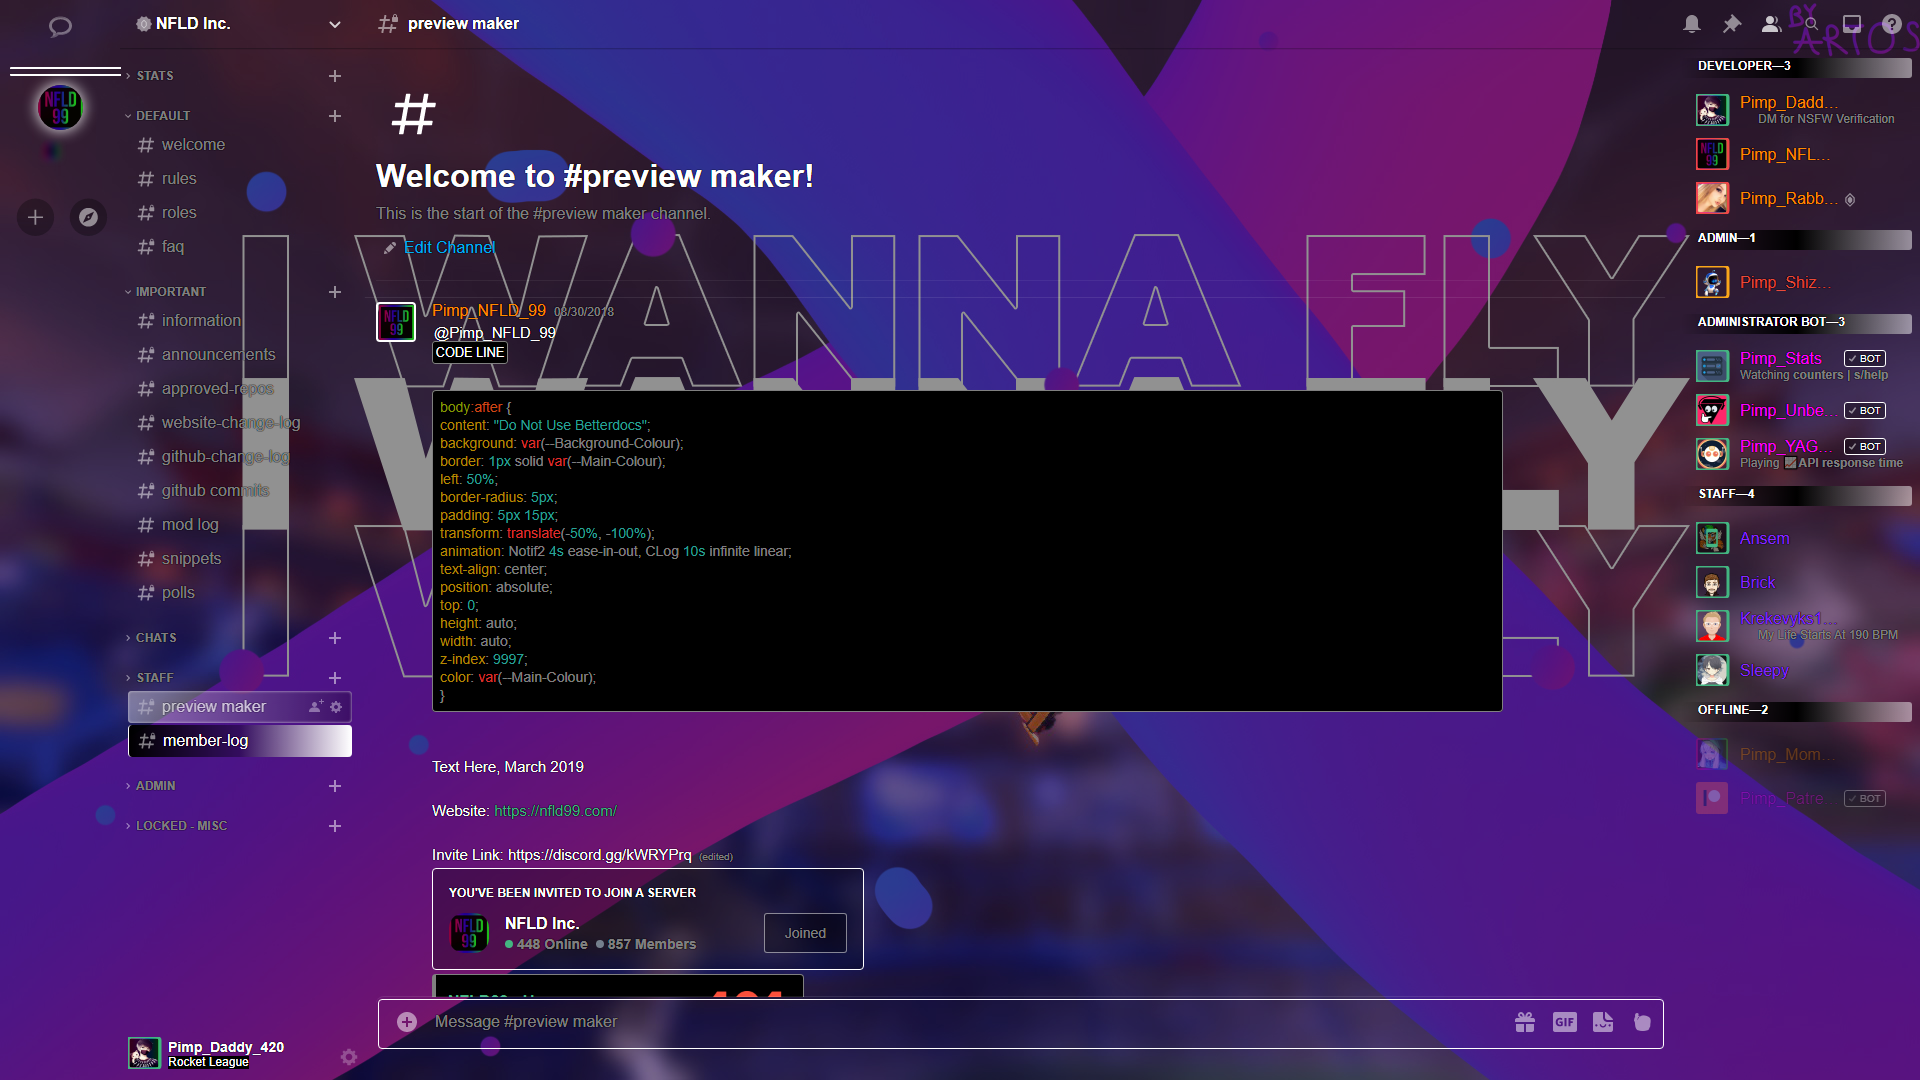 NFLD Inc.
preview maker
BY
ARTOS
STATS
DEFAULT
welcome
rules
roles
faq
IMPORTANT
information
announcements
approved-repos
website-change-log
github-change-log
github commits
mod log
snippets
polls
CHATS
STAFF
preview maker
member-log
ADMIN
LOCKED - MISC
Pimp_Daddy_420
Rocket League
NFLD
99
#
Welcome to #preview maker!
This is the start of the #preview maker channel.
Edit Channel
I WANNA FLY
Pimp_NFLD_99 03/30/2018
@Pimp_NFLD_99
CODE LINE
body:after {
content: "Do Not Use Betterdocs";
background: var(--Background-Colour);
border: 1px solid var(--Main-Colour);
left: 50%;
border-radius: 5px;
padding: 5px 15px;
transform: translate(-50%, -100%);
animation: Notif2 4s ease-in-out, CLog 10s infinite linear;
text-align: center;
position: absolute;
top: 0;
height: auto;
width: auto;
z-index: 9997;
color: var(--Main-Colour);
}
Text Here, March 2019
Website: https://nfld99.com/
Invite Link: https://discord.gg/kWRYPrq (edited)
YOU'VE BEEN INVITED TO JOIN A SERVER
NFLD Inc.
448 Online 857 Members
Joined
Message #preview maker
GIF
DEVELOPER—3
Pimp_Dadd...
DM for NSFW Verification
Pimp_NFL...
Pimp_Rabb...
ADMIN—1
Pimp_Shiz...
ADMINISTRATOR BOT—3
Pimp_Stats ✓ BOT
Watching counters | s/help
Pimp_Unbe... ✓ BOT
Pimp_YAG... ✓ BOT
Playing API response time
STAFF—4
Ansem
Brick
Krekevyks1...
My Life Starts At 190 BPM
Sleepy
OFFLINE—2
Pimp_Mom...
Pimp_Patre ✓ BOT